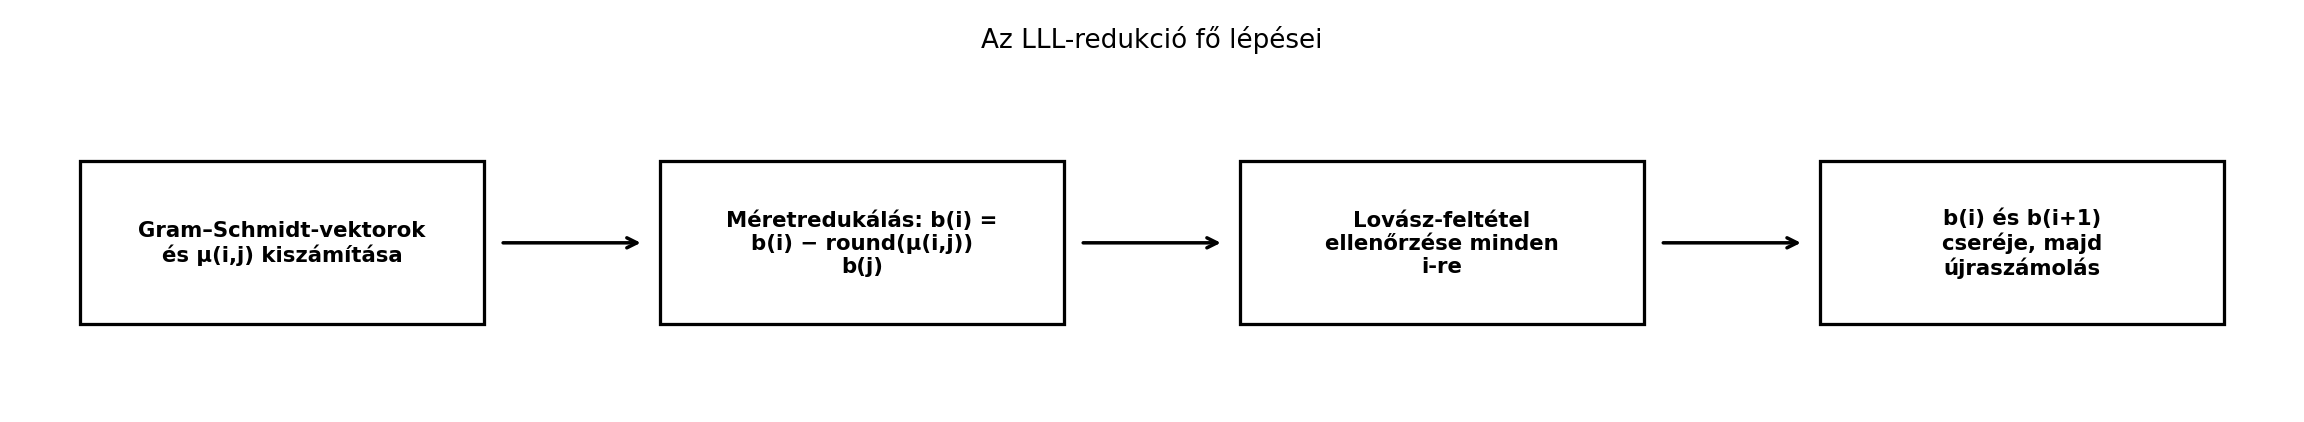 Az LLL-redukció fő lépései
Gram–Schmidt-vektorok
és μ(i,j) kiszámítása
Méretredukálás: b(i) =
b(i) − round(μ(i,j))
b(j)
Lovász-feltétel
ellenőrzése minden
i-re
b(i) és b(i+1)
cseréje, majd
újraszámolás